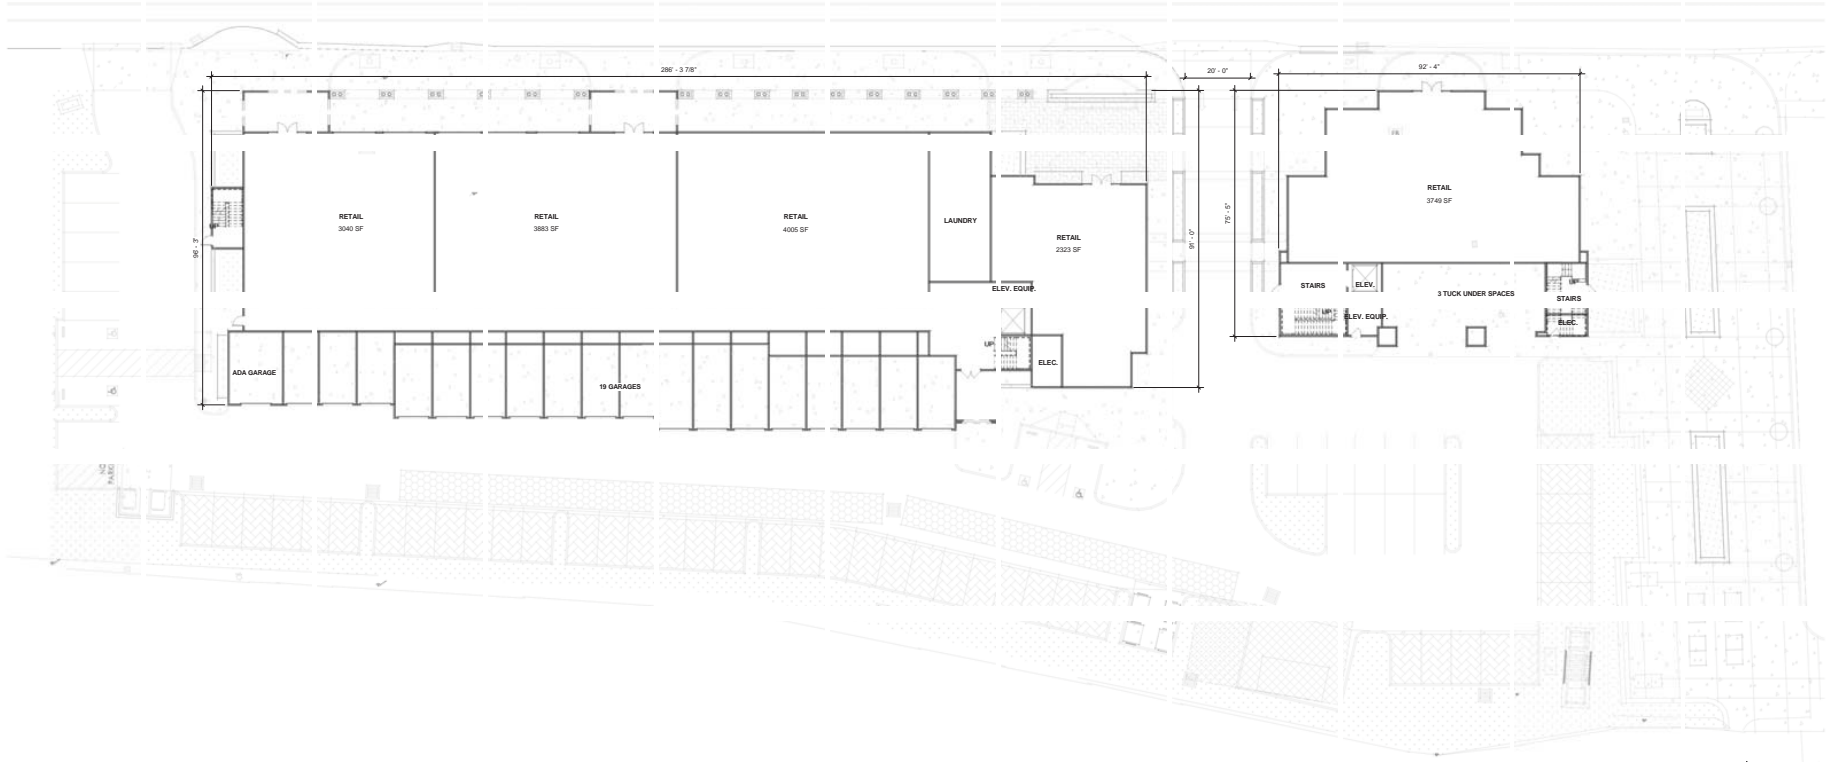 286' - 3 7/8"
20' - 0"
92' - 4"
96' - 3"
91' - 0"
75' - 5"
RETAIL
3040 SF
RETAIL
3883 SF
RETAIL
4005 SF
LAUNDRY
RETAIL
2323 SF
RETAIL
3749 SF
ELEV. EQUIP.
STAIRS
ELEV.
3 TUCK UNDER SPACES
UP
STAIRS
UP
ELEV. EQUIP.
ELEC.
UP
ELEC.
ADA GARAGE
19 GARAGES